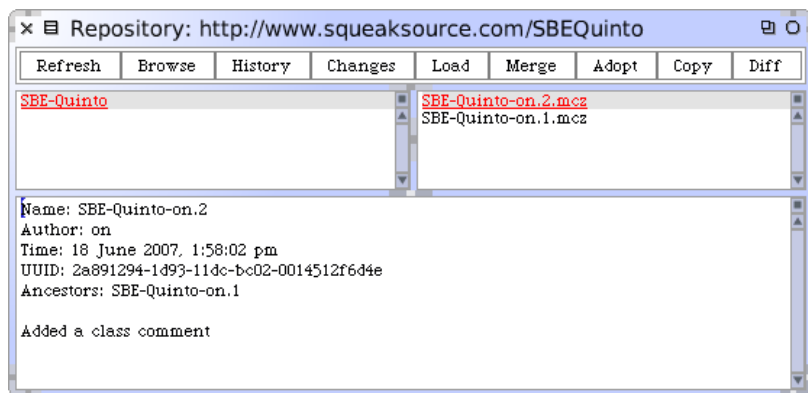 Repository: http://www.squeaksource.com/SBEQuinto
Refresh Browse History Changes Load Merge Adopt Copy Diff
SBE-Quinto
SBE-Quinto-on.2.mcz
SBE-Quinto-on.1.mcz
Name: SBE-Quinto-on.2
Author: on
Time: 18 June 2007, 1:58:02 pm
UUID: 2a891294-1d93-11dc-bc02-0014512f6d4e
Ancestors: SBE-Quinto-on.1
Added a class comment